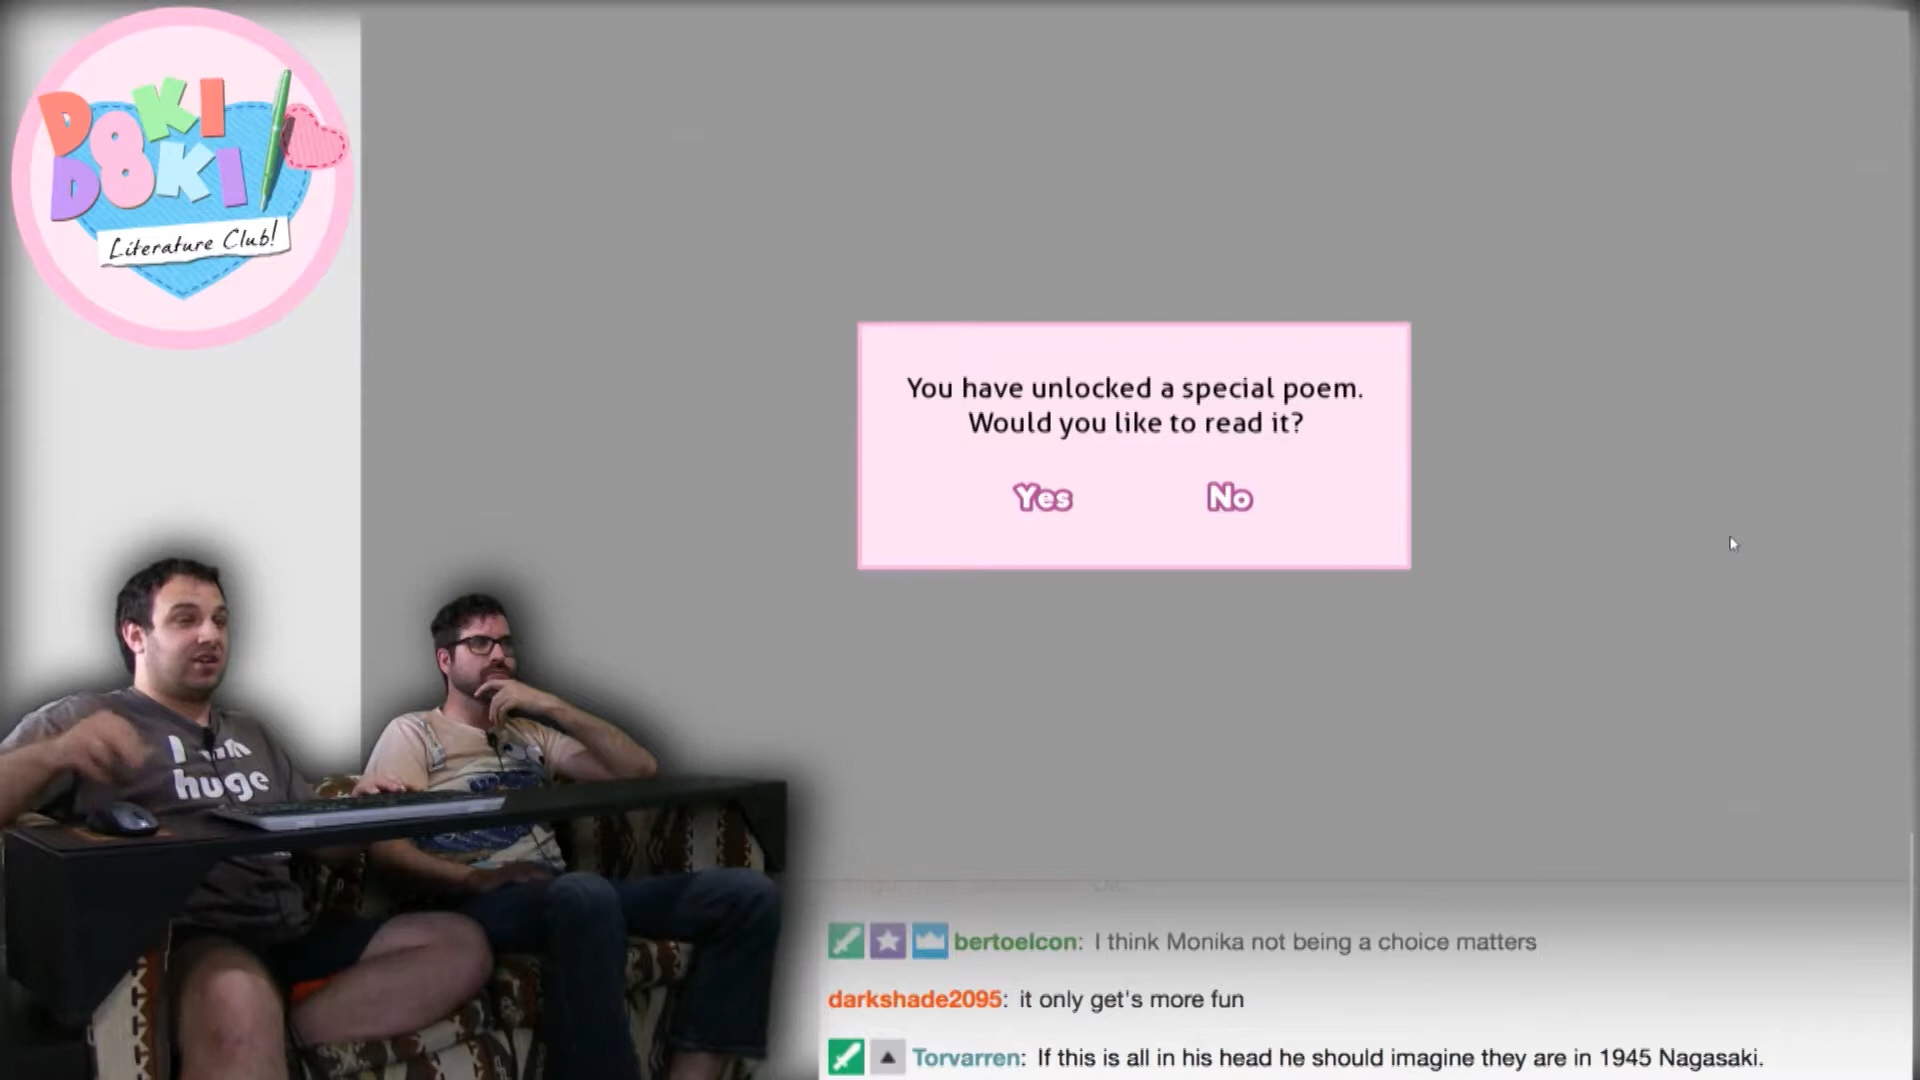 DOKI
DOKI
Literature Club!
You have unlocked a special poem.
Would you like to read it?
Yes No
I
huge
bertoelcon: I think Monika not being a choice matters
darkshade2095: it only get's more fun
Torvarren: If this is all in his head he should imagine they are in 1945 Nagasaki.